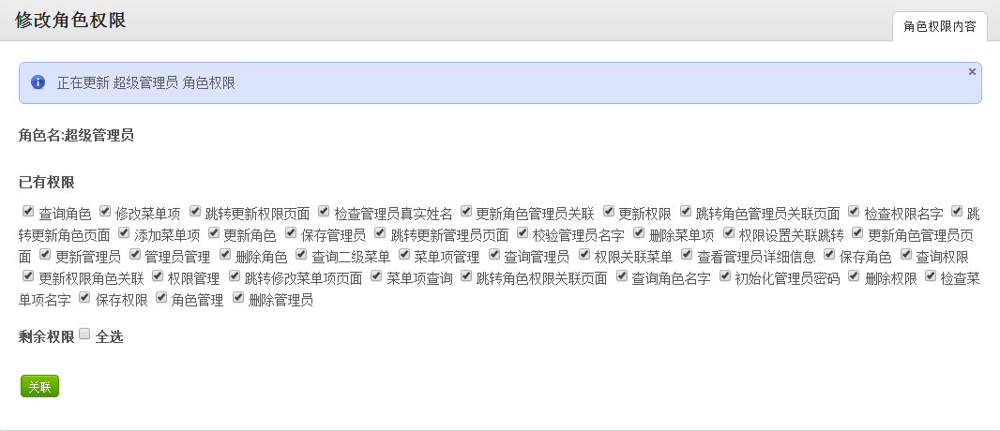 修改角色权限
角色权限内容
正在更新 超级管理员 角色权限
角色名:超级管理员
已有权限
查询角色 修改菜单项 跳转更新权限页面 检查管理员真实姓名 更新角色管理员关联 更新权限 跳转角色管理员关联页面 检查权限名字 跳
转更新角色页面 添加菜单项 更新角色 保存管理员 跳转更新管理员页面 校验管理员名字 删除菜单项 权限设置关联跳转 更新角色管理员页
面 更新管理员 管理员管理 删除角色 查询二级菜单 菜单项管理 查询管理员 权限关联菜单 查看管理员详细信息 保存角色 查询权限
更新权限角色关联 权限管理 跳转修改菜单项页面 菜单项查询 跳转角色权限关联页面 查询角色名字 初始化管理员密码 删除权限 检查菜
单项名字 保存权限 角色管理 删除管理员
剩余权限 全选
关联